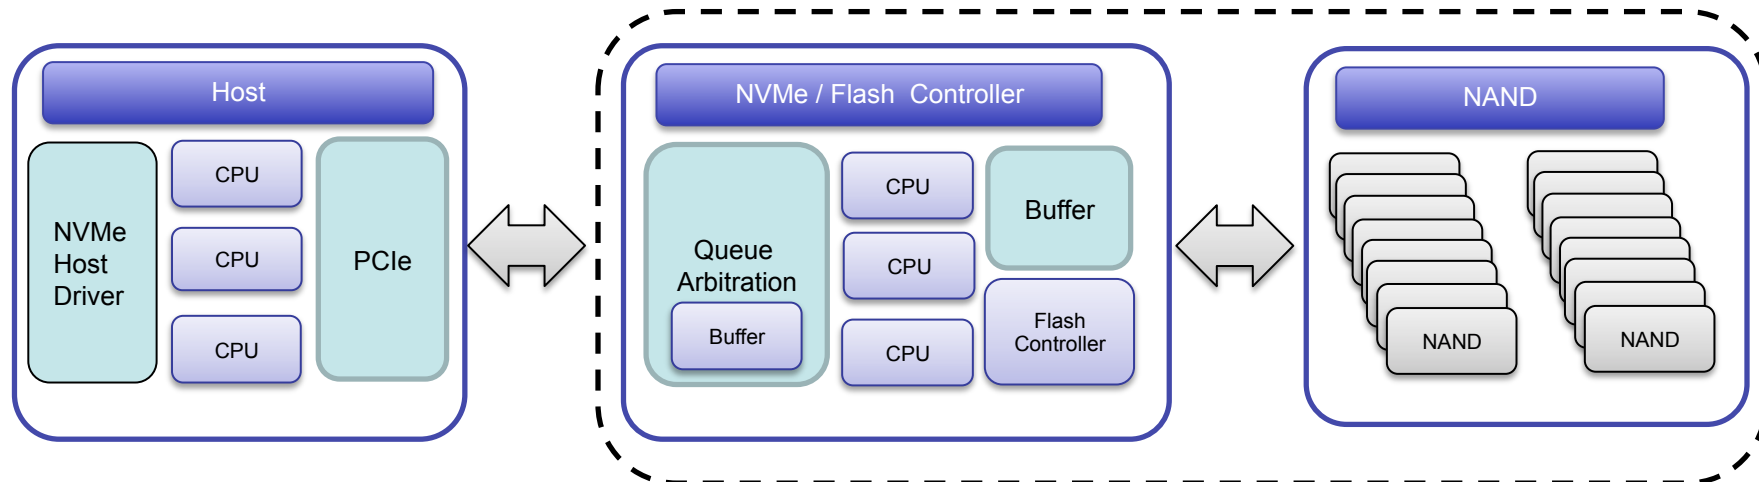 Host
NVMe
Host
Driver
CPU
CPU
CPU
PCIe
NVMe / Flash Controller
Queue
Arbitration
Buffer
CPU
CPU
CPU
Buffer
Flash
Controller
NAND
NAND
NAND